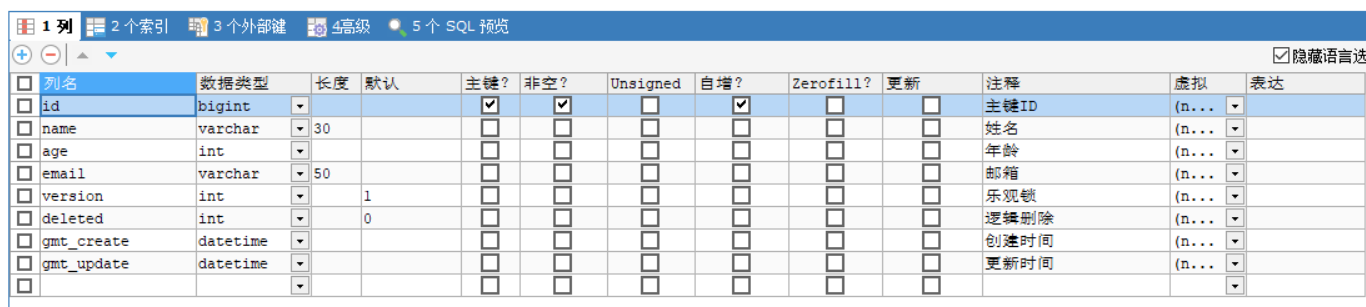 1 列 2 个索引 3 个外部键 4高级 5 个 SQL 预览
隐藏语言选
列名 数据类型 长度 默认 主键? 非空? Unsigned 自增? Zerofill? 更新 注释 虚拟 表达
id bigint 主键ID (n...
name varchar 30 姓名 (n...
age int 年龄 (n...
email varchar 50 邮箱 (n...
version int 1 乐观锁 (n...
deleted int 0 逻辑删除 (n...
gmt_create datetime 创建时间 (n...
gmt_update datetime 更新时间 (n...